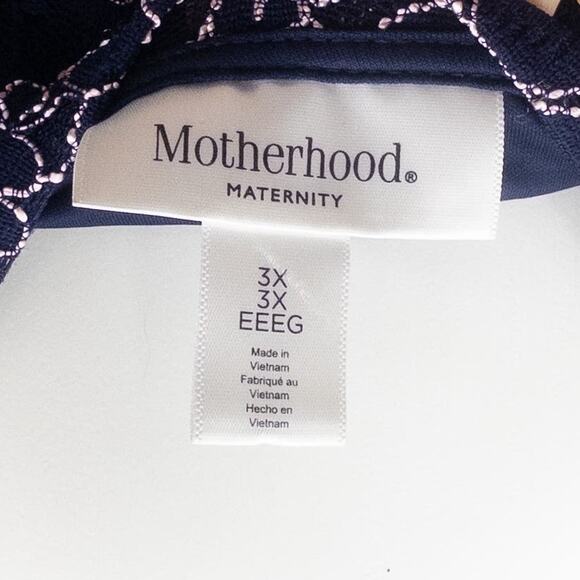 Motherhood®
MATERNITY
3X
3X
EEEG
Made in
Vietnam
Fabriqué au
Vietnam
Hecho en
Vietnam